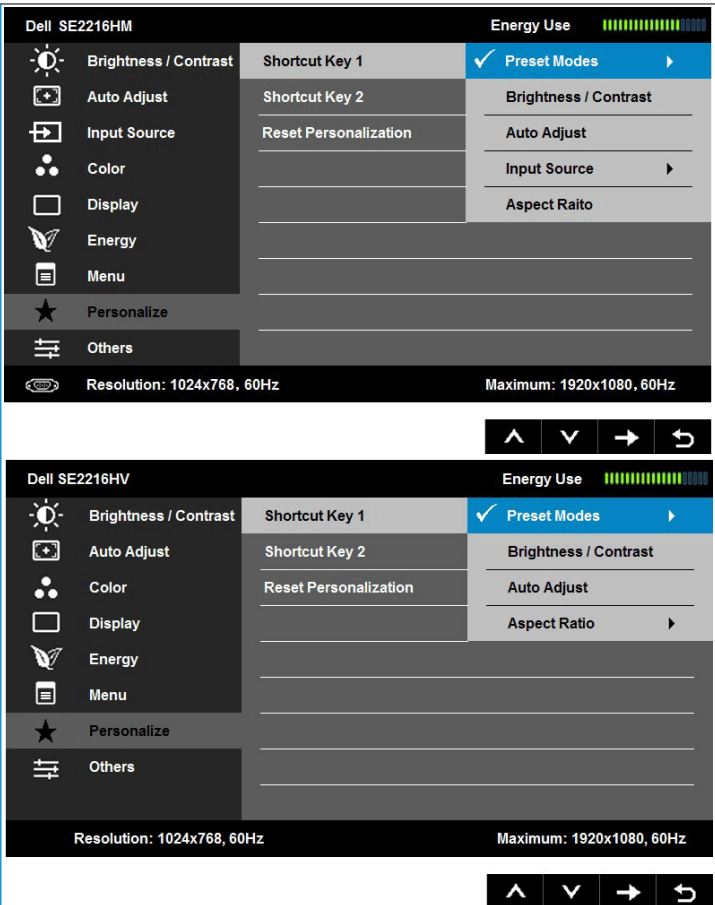 Dell SE2216HM Energy Use
Brightness / Contrast Shortcut Key 1 Preset Modes
Auto Adjust Shortcut Key 2 Brightness / Contrast
Input Source Reset Personalization Auto Adjust
Color Input Source
Display Aspect Raito
Energy
Menu
Personalize
Others
Resolution: 1024x768, 60Hz Maximum: 1920x1080, 60Hz
Dell SE2216HV Energy Use
Brightness / Contrast Shortcut Key 1 Preset Modes
Auto Adjust Shortcut Key 2 Brightness / Contrast
Color Reset Personalization Auto Adjust
Display Aspect Ratio
Energy
Menu
Personalize
Others
Resolution: 1024x768, 60Hz Maximum: 1920x1080, 60Hz